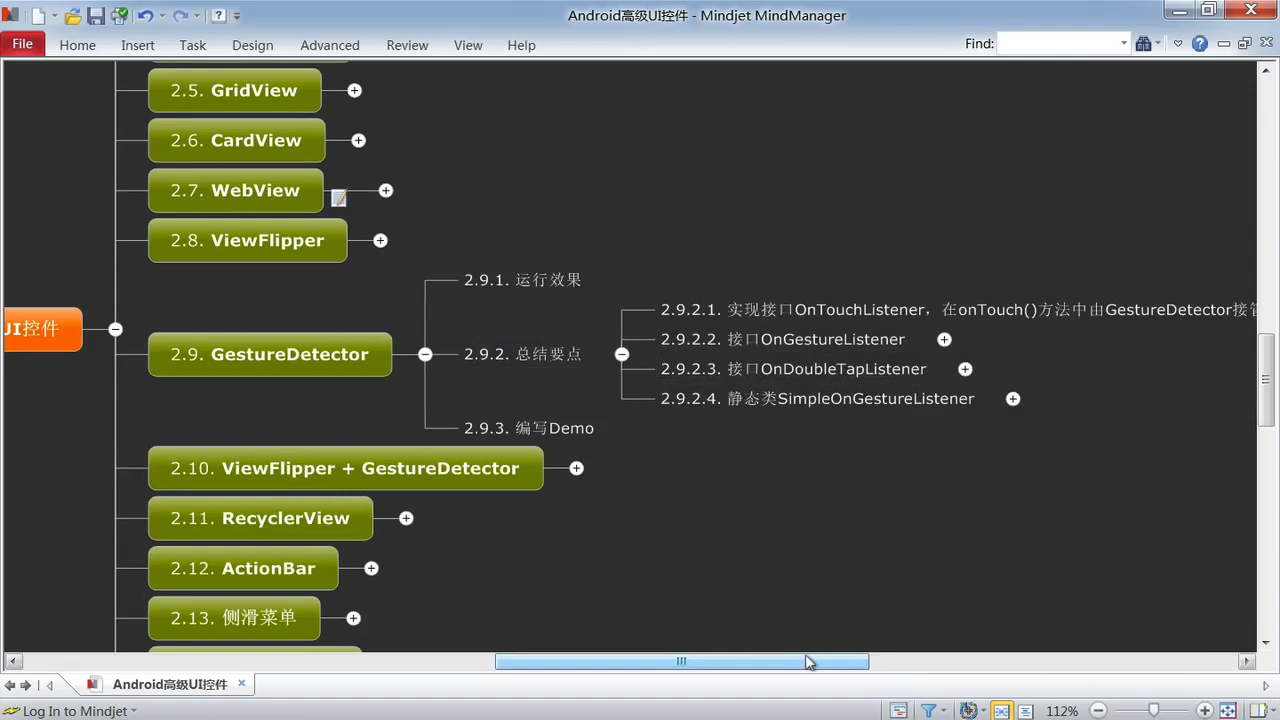 Android高级UI控件 - Mindjet MindManager
File Home Insert Task Design Advanced Review View Help Find:
2.5. GridView
2.6. CardView
2.7. WebView
2.8. ViewFlipper
2.9.1. 运行效果
2.9.2.1. 实现接口OnTouchListener，在onTouch()方法中由GestureDetector接管
UI控件
2.9.2.2. 接口OnGestureListener
2.9. GestureDetector
2.9.2. 总结要点
2.9.2.3. 接口OnDoubleTapListener
2.9.2.4. 静态类SimpleOnGestureListener
2.9.3. 编写Demo
2.10. ViewFlipper + GestureDetector
2.11. RecyclerView
2.12. ActionBar
2.13. 侧滑菜单
Android高级UI控件
Log In to Mindjet 112%